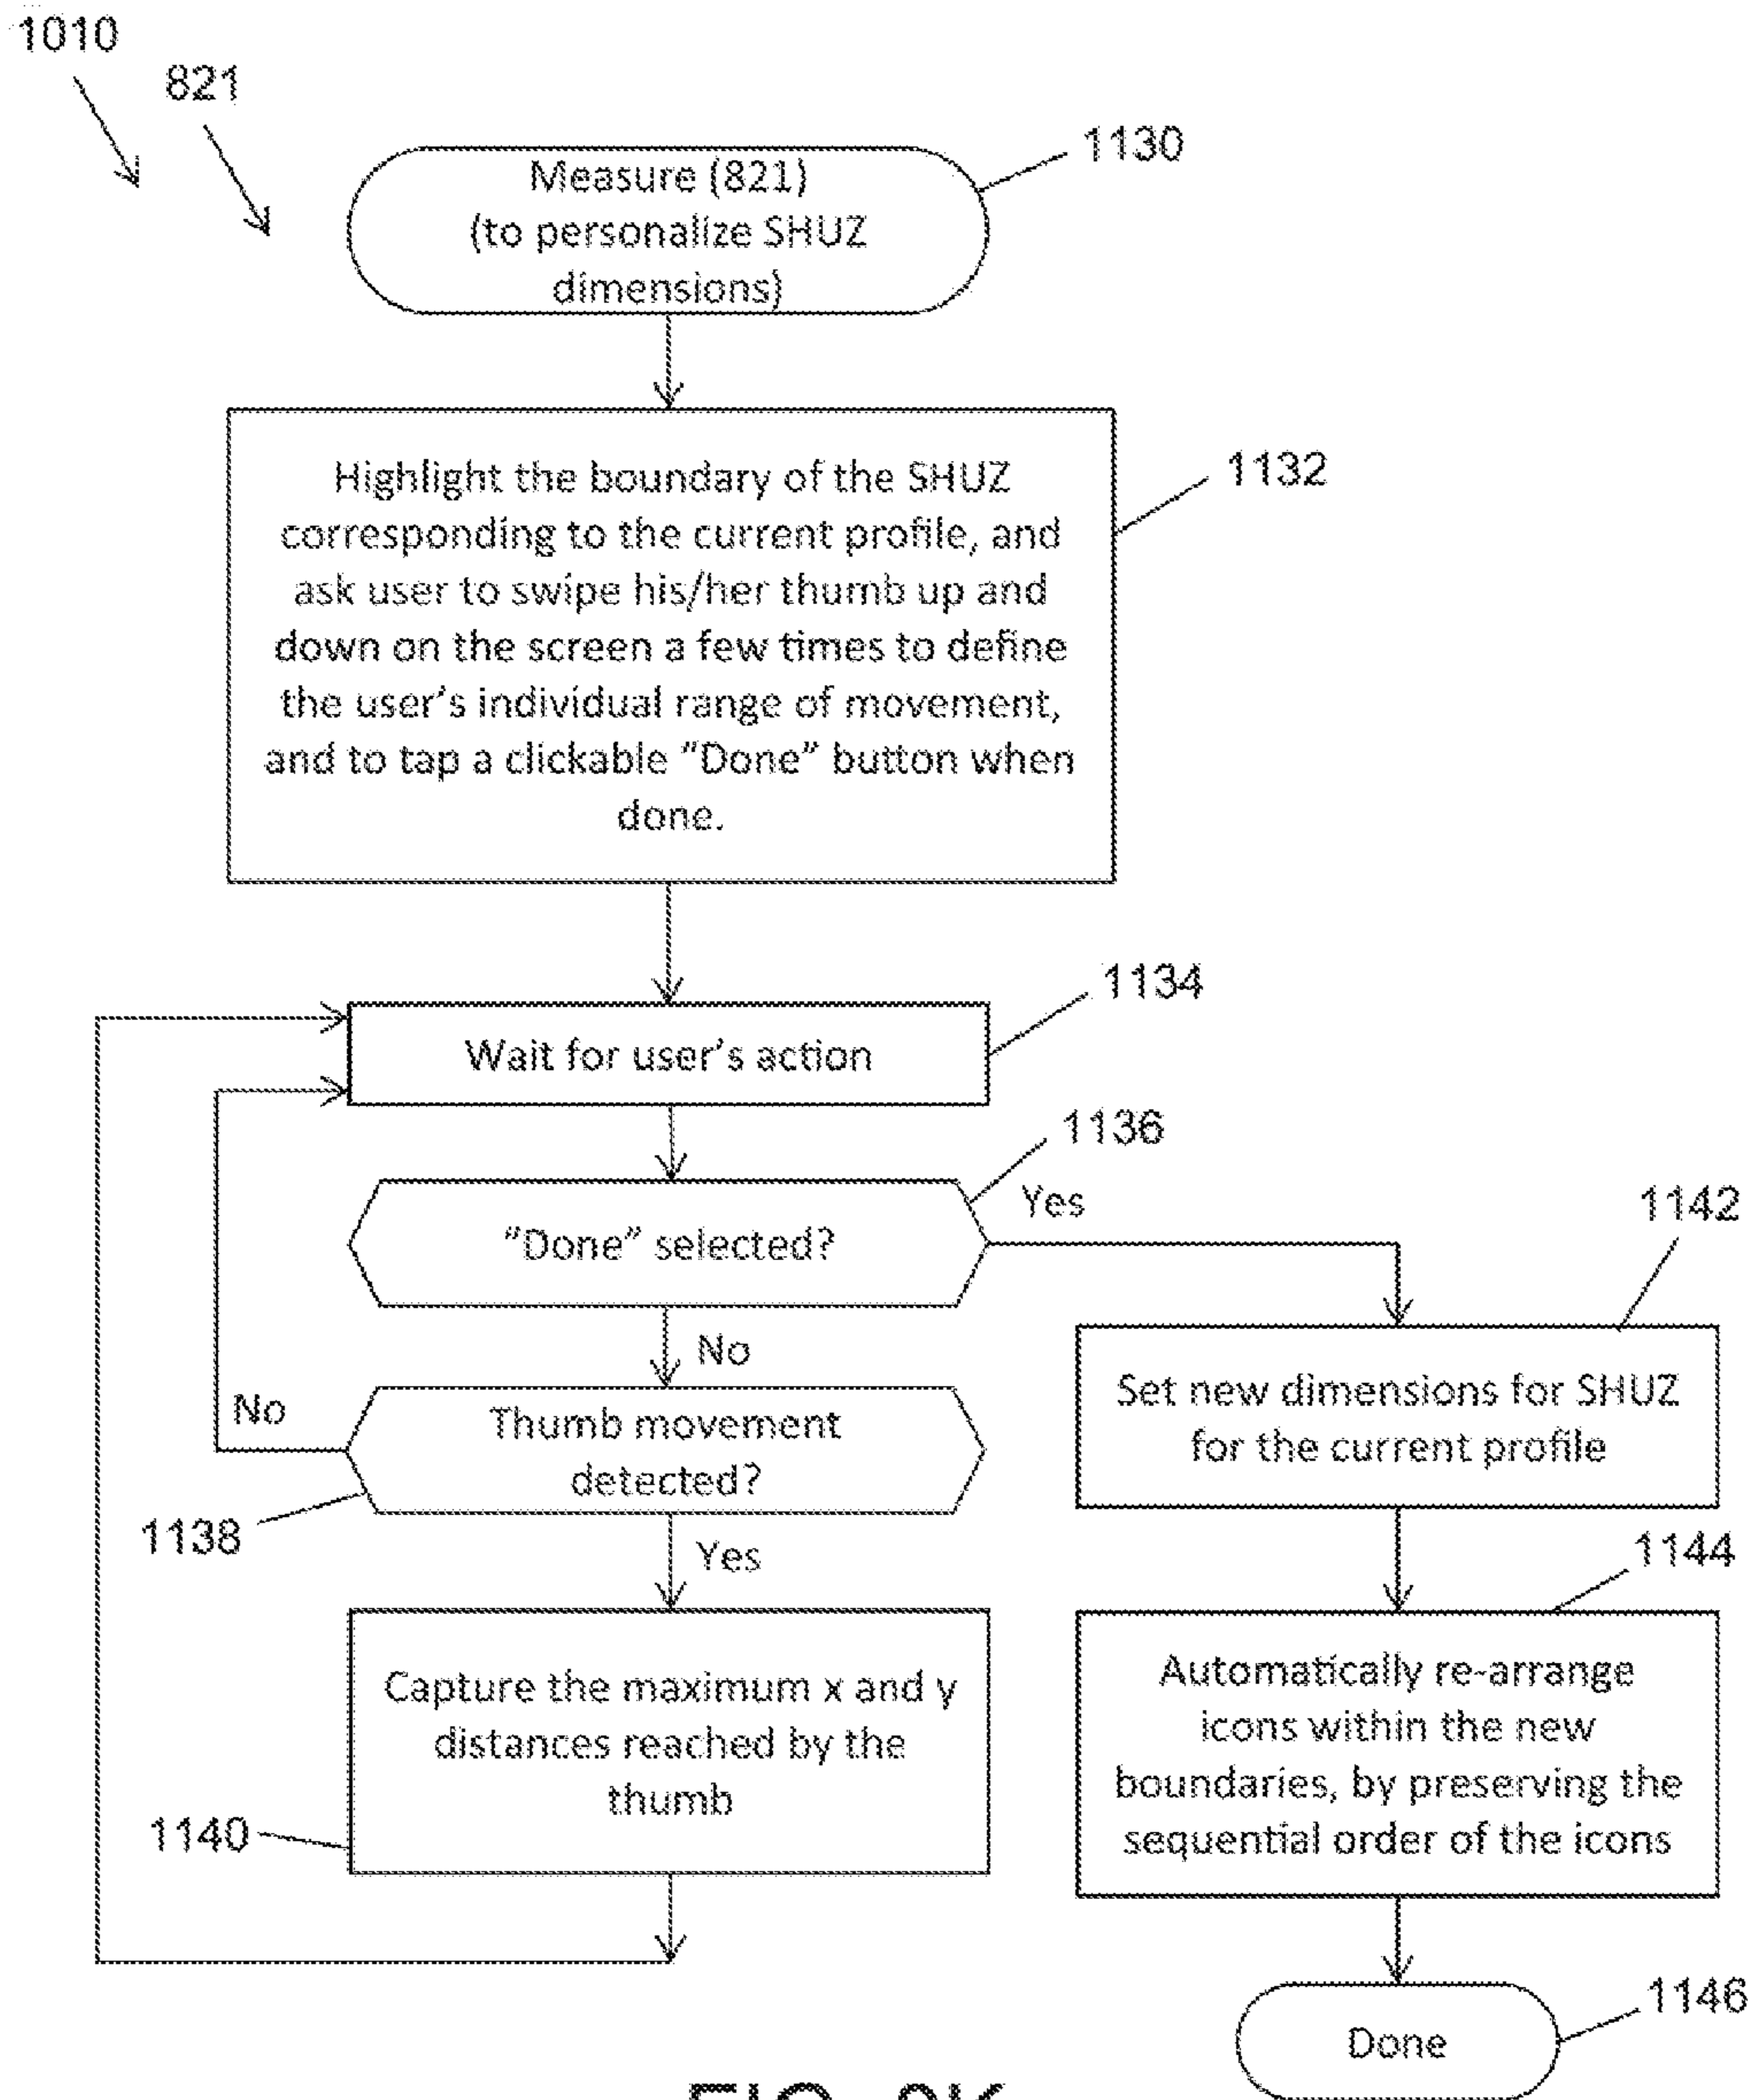 1010
821
1130
Measure (821)
(to personalize SHUZ
dimensions)
1132
Highlight the boundary of the SHUZ
corresponding to the current profile, and
ask user to swipe his/her thumb up and
down on the screen a few times to define
the user's individual range of movement,
and to tap a clickable “Done” button when
done.
1134
Wait for user's action
1136
“Done” selected?
Yes
1142
No
Set new dimensions for SHUZ
for the current profile
No
Thumb movement
detected?
1138
Yes
1144
Capture the maximum x and y
distances reached by the
thumb
1140
Automatically re-arrange
icons within the new
boundaries, by preserving the
sequential order of the icons
1146
Done